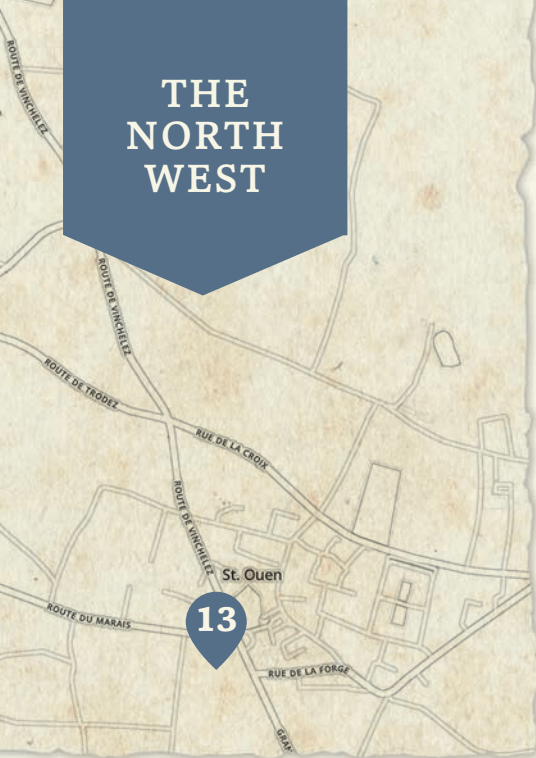 THE
NORTH
WEST
ROUTE DE VINCHELEZ
ROUTE DE VINCHELEZ
ROUTE DE TRODEZ
RUE DE LA CROIX
ROUTE DE VINCHELEZ
St. Ouen
13
ROUTE DU MARAIS
RUE DE LA FORGE